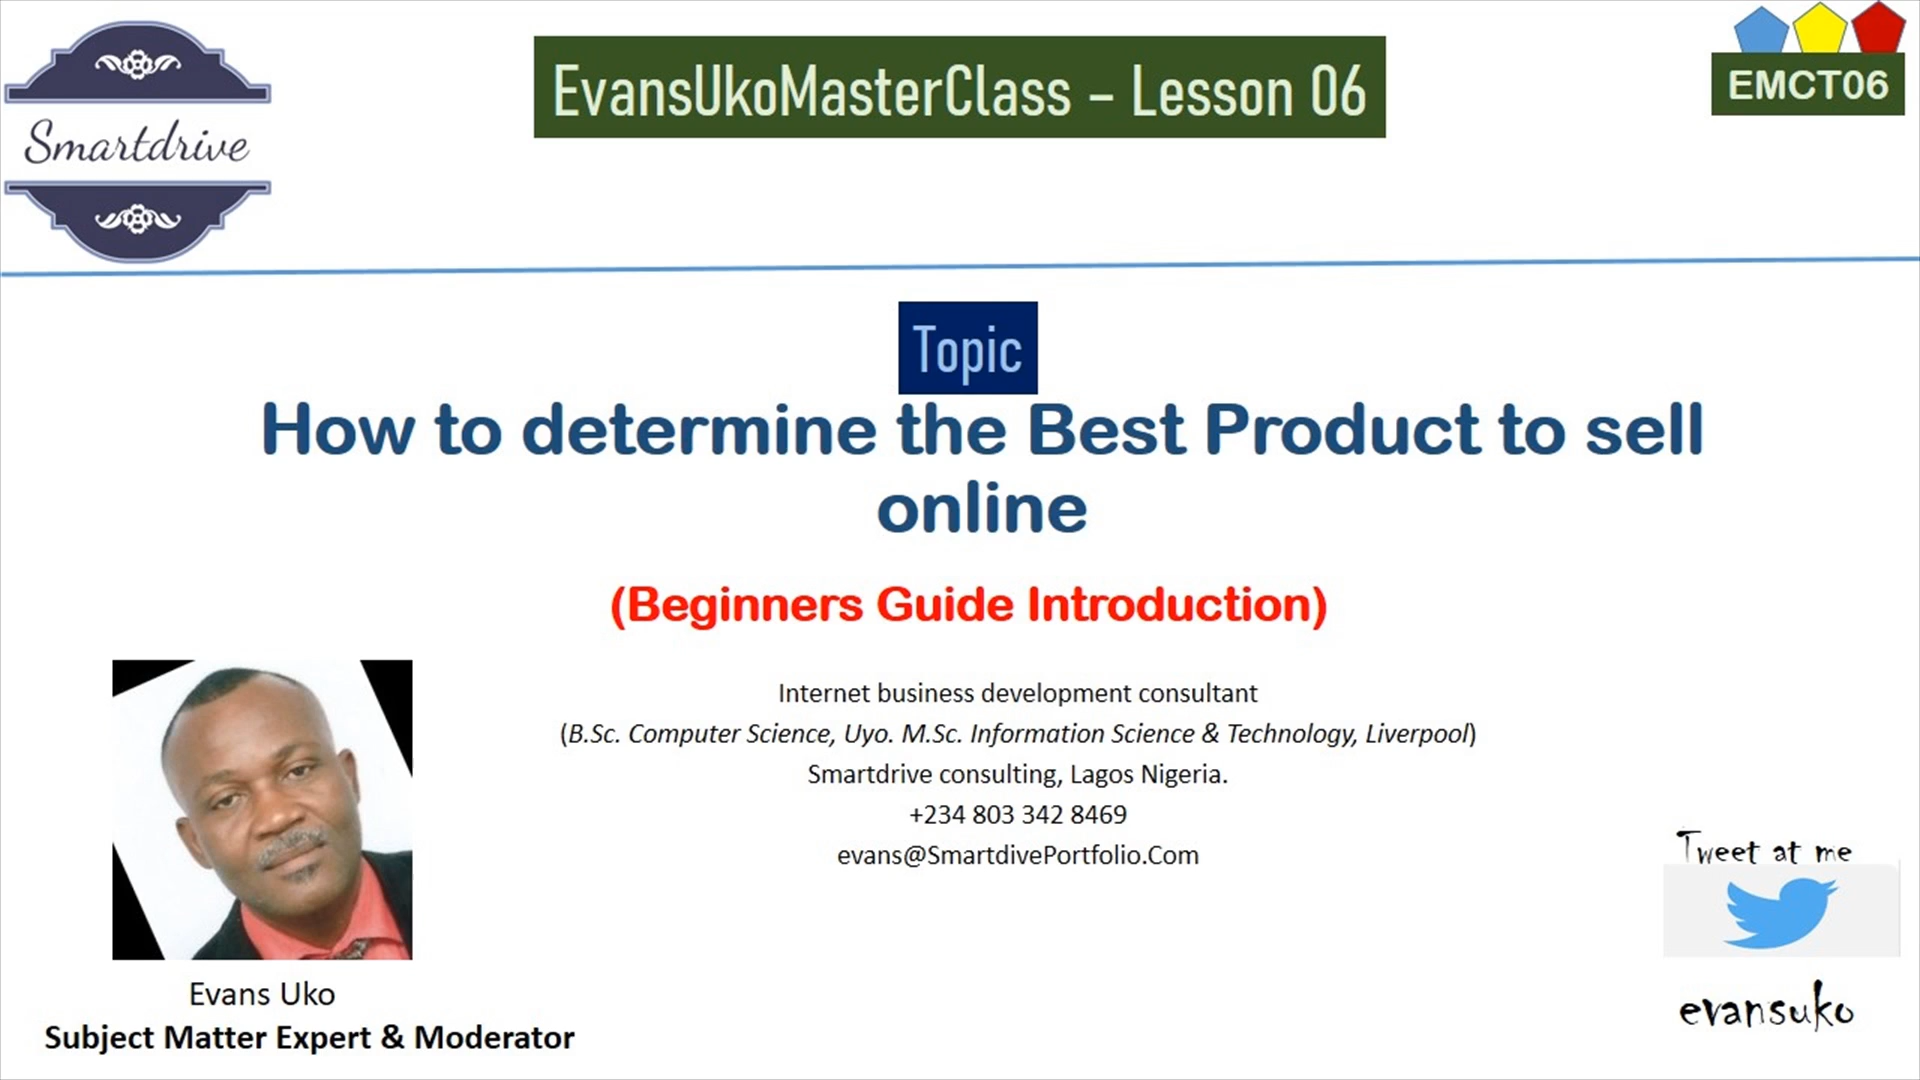 Smartdrive
EvansUkoMasterClass – Lesson 06
EMCT06
Topic
How to determine the Best Product to sell
online
(Beginners Guide Introduction)
Internet business development consultant
(B.Sc. Computer Science, Uyo. M.Sc. Information Science & Technology, Liverpool)
Smartdrive consulting, Lagos Nigeria.
+234 803 342 8469
evans@SmartdivePortfolio.Com
Evans Uko
Subject Matter Expert & Moderator
Tweet at me
evansuko